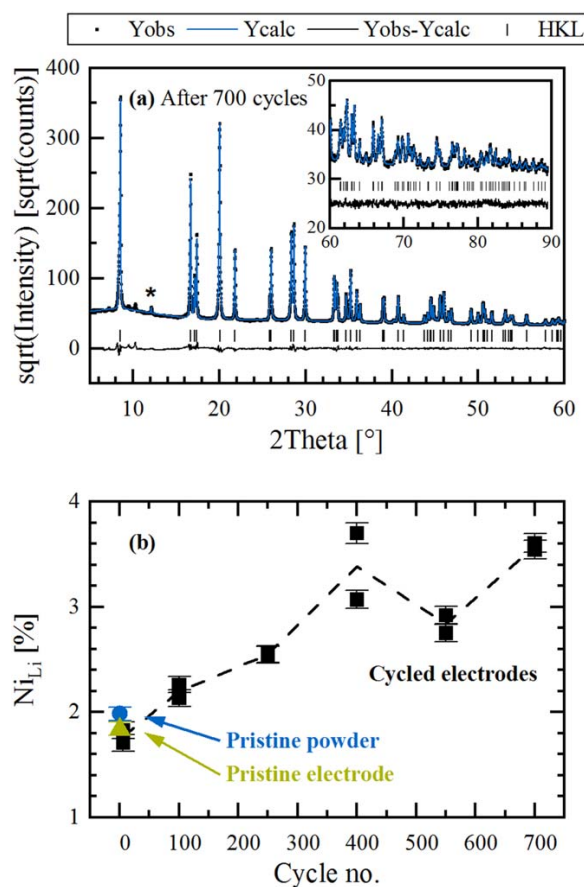 Yobs Ycalc Yobs-Ycalc HKL
(a) After 700 cycles
sqrt(Intensity) [sqrt(counts)]
400
300
200
100
0
*
50
40
30
20
60 70 80 90
10 20 30 40 50 60
2Theta [°]
(b)
Ni_Li [%]
4
3
2
1
Cycled electrodes
Pristine powder
Pristine electrode
0 100 200 300 400 500 600 700
Cycle no.